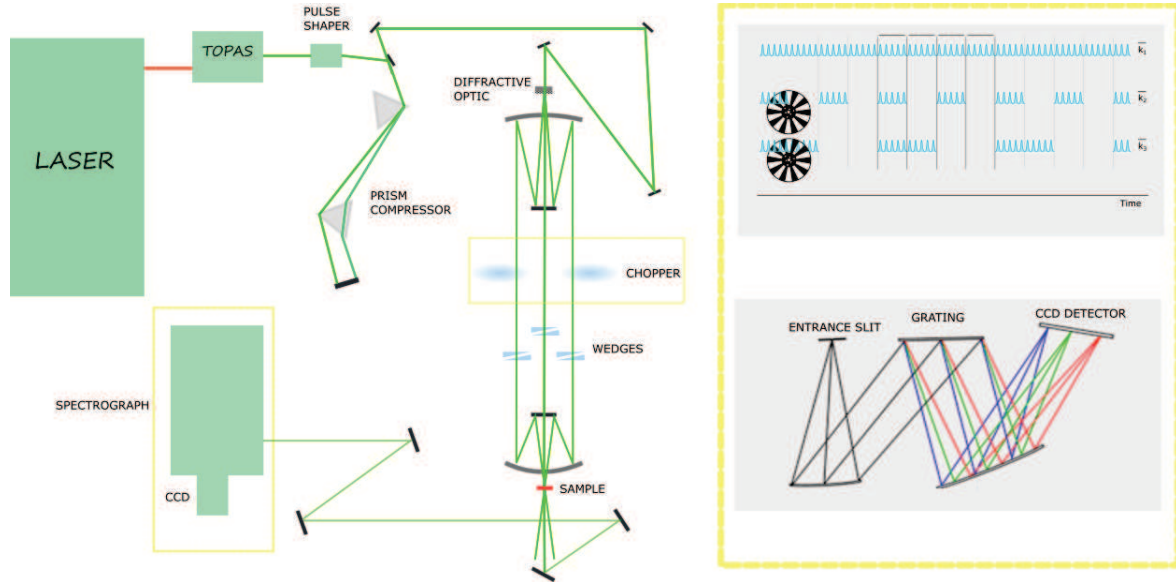 PULSE
SHAPER
TOPAS
LASER
DIFFRACTIVE
OPTIC
PRISM
COMPRESSOR
CHOPPER
WEDGES
SPECTROGRAPH
CCD
SAMPLE
k1
k2
k3
Time
ENTRANCE SLIT
GRATING
CCD DETECTOR